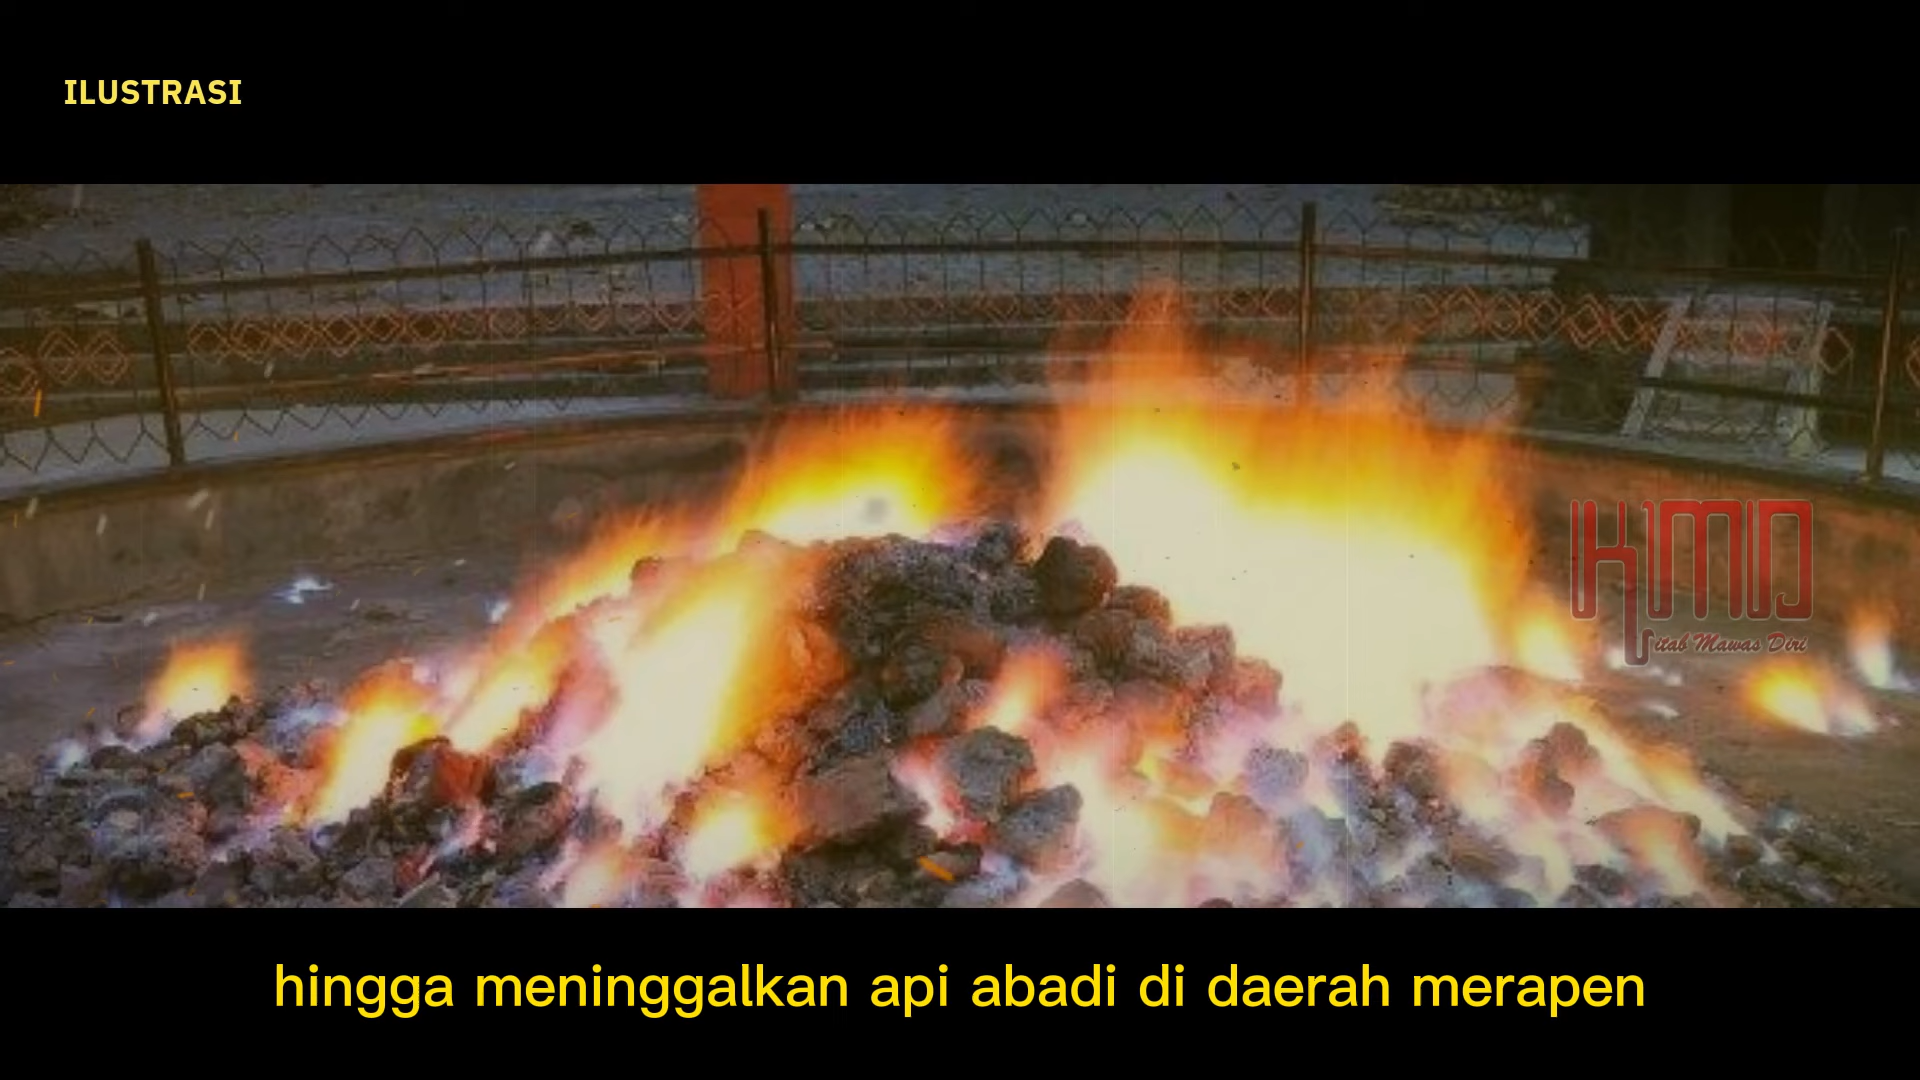 ILUSTRASI
KMD
Kitab Mawas Diri
hingga meninggalkan api abadi di daerah merapen